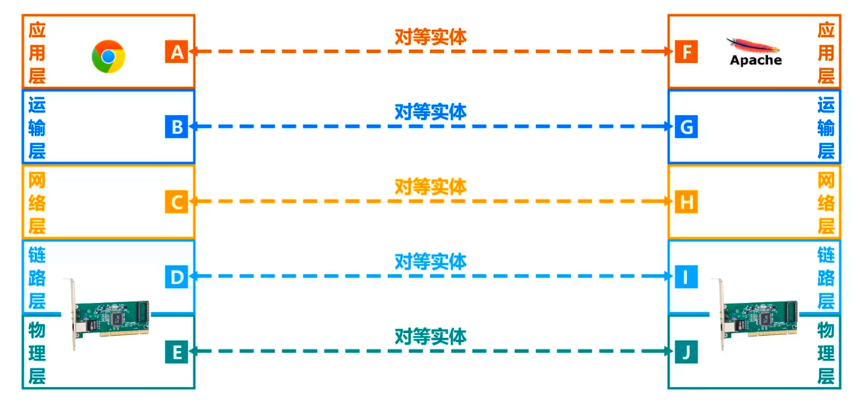 应用层 A 对等实体 F Apache 应用层
运输层 B 对等实体 G 运输层
网络层 C 对等实体 H 网络层
链路层 D 对等实体 I 链路层
物理层 E 对等实体 J 物理层